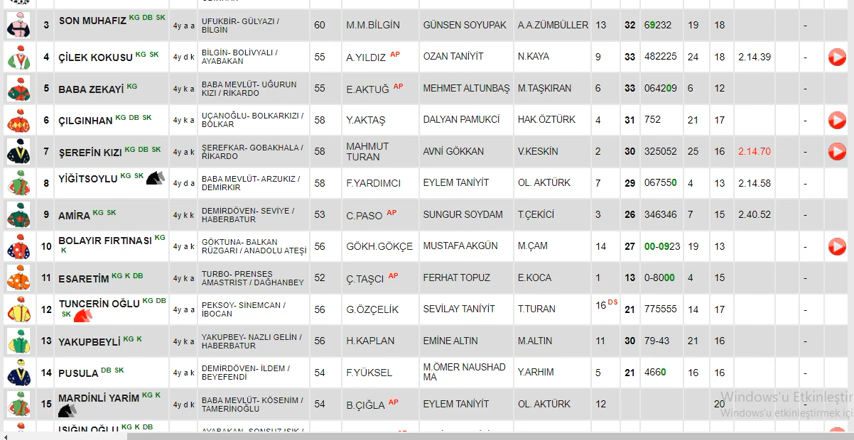 3 SON MUHAFIZ KG DB SK 4y a a UFUKBİR- GÜLYAZI / BİLGİN 60 M.M.BİLGİN GÜNSEN SOYUPAK A.A.ZÜMBÜLLER 13 32 69232 19 18 -
4 ÇİLEK KOKUSU KG SK 4y d k BİLGİN- BOLİVYALI / AYABAKAN 55 A.YILDIZ AP OZAN TANİYİT N.KAYA 9 33 482225 24 18 2.14.39 -
5 BABA ZEKAYİ KG 4y k a BABA MEVLÜT- UĞURUN KIZI / RİKARDO 55 E.AKTUĞ AP MEHMET ALTUNBAŞ M.TAŞKIRAN 6 33 064209 6 12 -
6 ÇILGINHAN KG DB SK 4y k a UÇANOĞLU- BOLKARKIZI / BÖLKAR 58 Y.AKTAŞ DALYAN PAMUKCİ HAK.ÖZTÜRK 4 31 752 21 17 -
7 ŞEREFİN KIZI KG DB SK 4y a k ŞEREFKAR- GOBAKHALA / RİKARDO 58 MAHMUT TURAN AVNİ GÖKKAN V.KESKİN 2 30 325052 25 16 2.14.70 -
8 YİĞİTSOYLU KG SK 4y d a BABA MEVLÜT- ARZUKIZ / DEMİRKIR 58 F.YARDIMCI EYLEM TANİYİT OL. AKTÜRK 7 29 067550 4 13 2.14.58 -
9 AMİRA KG SK 4y k k DEMİRDÖVEN- SEVİYE / HABERBATUR 53 C.PASO AP SUNGUR SOYDAM T.ÇEKİCİ 3 26 346346 7 15 2.40.52 -
10 BOLAYIR FIRTINASI KG K 4y a k GÖKTUNA- BALKAN RÜZGARI / ANADOLU ATEŞİ 56 GÖKH.GÖKÇE MUSTAFA AKGÜN M.ÇAM 14 27 00-0923 19 13 -
11 ESARETİM KG K DB 4y k a TURBO- PRENSES AMASTRIST / DAĞHANBEY 52 Ç.TAŞCI AP FERHAT TOPUZ E.KOCA 1 13 0-8000 4 15 -
12 TUNCERİN OĞLU KG DB SK 4y a a PEKSOY- SİNEMCAN / İBOCAN 56 G.ÖZÇELİK SEVİLAY TANİYİT T.TURAN 16 DS 21 775555 14 17 -
13 YAKUPBEYLİ KG K 4y k a YAKUPBEY- NAZLI GELİN / HABERBATUR 56 H.KAPLAN EMİNE ALTIN M.ALTIN 11 30 79-43 21 16 -
14 PUSULA DB SK 4y a k DEMİRDÖVEN- İLDEM / BEYEFENDİ 54 F.YÜKSEL M.ÖMER NAUSHAD MA Y.ARHIM 5 21 4660 16 16 -
15 MARDİNLİ YARİM KG K K 4y d k BABA MEVLÜT- KÖSENİM / TAMERİNOĞLU 54 B.ÇIĞLA AP EYLEM TANİYİT OL. AKTÜRK 12 20 -
Windows'u Etkinleştir
Windows'u etkinleştirmek içi